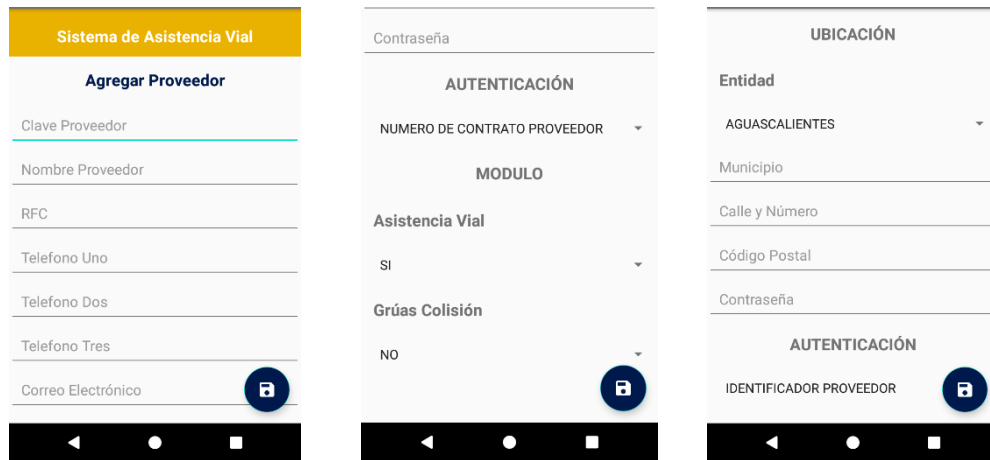 Sistema de Asistencia Vial
Agregar Proveedor
Clave Proveedor
Nombre Proveedor
RFC
Telefono Uno
Telefono Dos
Telefono Tres
Correo Electrónico
Contraseña
AUTENTICACIÓN
NUMERO DE CONTRATO PROVEEDOR
MODULO
Asistencia Vial
SI
Grúas Colisión
NO
UBICACIÓN
Entidad
AGUASCALIENTES
Municipio
Calle y Número
Código Postal
Contraseña
AUTENTICACIÓN
IDENTIFICADOR PROVEEDOR